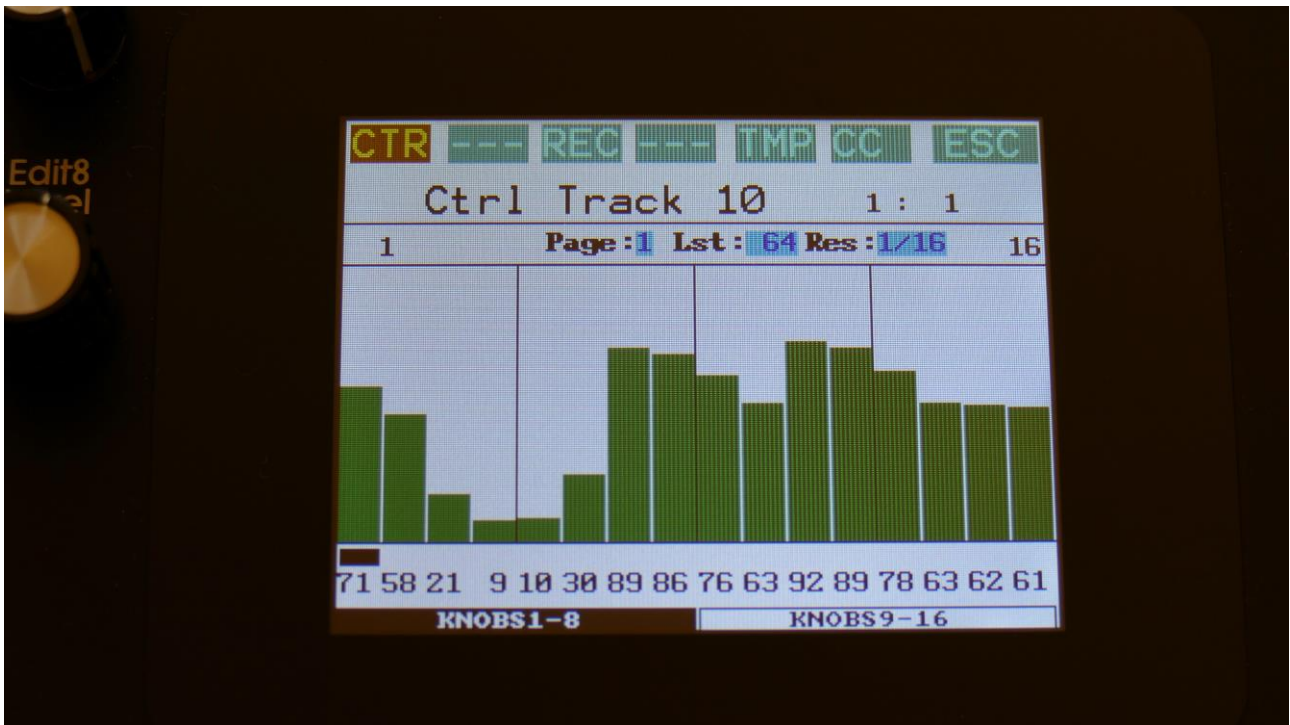 CTR --- REC --- TMP CC ESC
Edit8
Ctrl Track 10 1: 1
1 Page:1 Lst: 64 Res:1/16 16
71 58 21 9 10 30 89 86 76 63 92 89 78 63 62 61
KNOBS1-8 KNOBS9-16